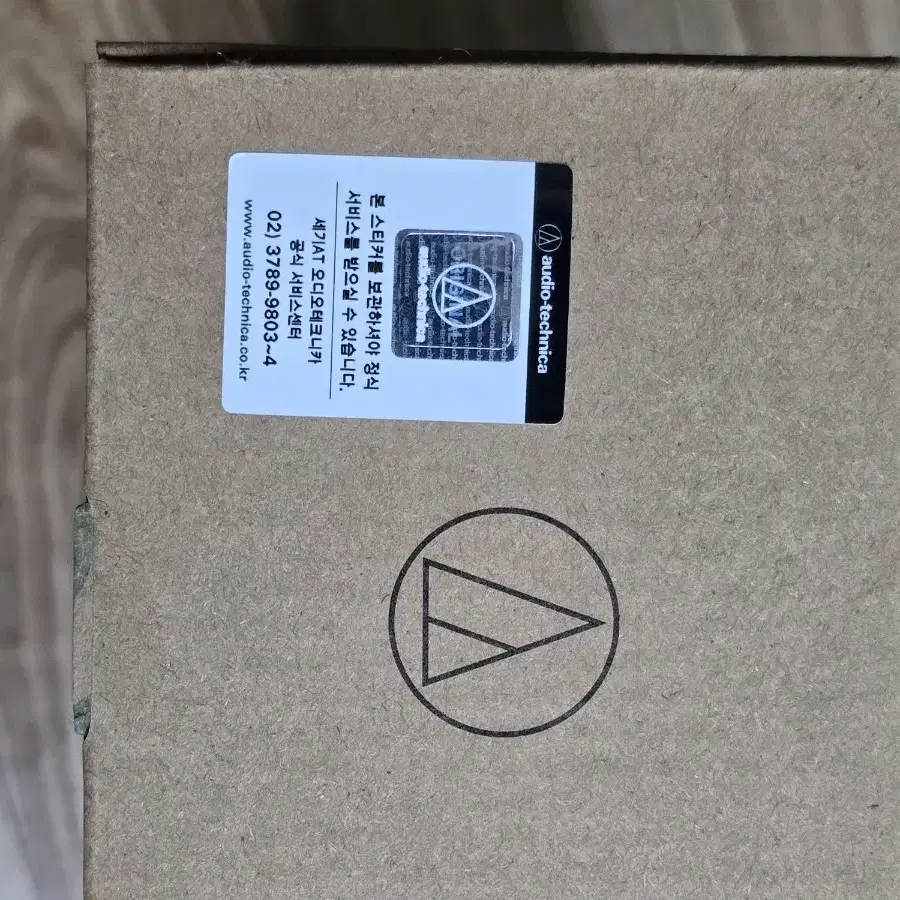 audio-technica
audio-technica
본 스티커를 보관하셔야 정식
서비스를 받으실 수 있습니다.
세기AT 오디오테크니카
공식 서비스센터
02) 3789-9803~4
www.audio-technica.co.kr